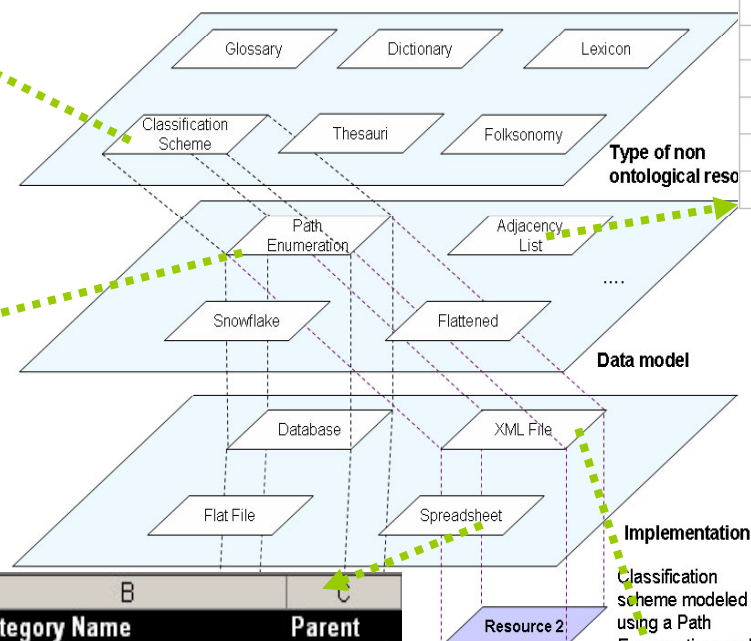 Glossary
Dictionary
Lexicon
Classification
Scheme
Thesauri
Folksonomy
Type of non
ontological reso
Path
Enumeration
Adjacency
List
....
Snowflake
Flattened
Data model
Database
XML File
Flat File
Spreadsheet
Implementation
B
C
tegory Name
Parent
Resource 2
Classification
scheme modeled
using a Path